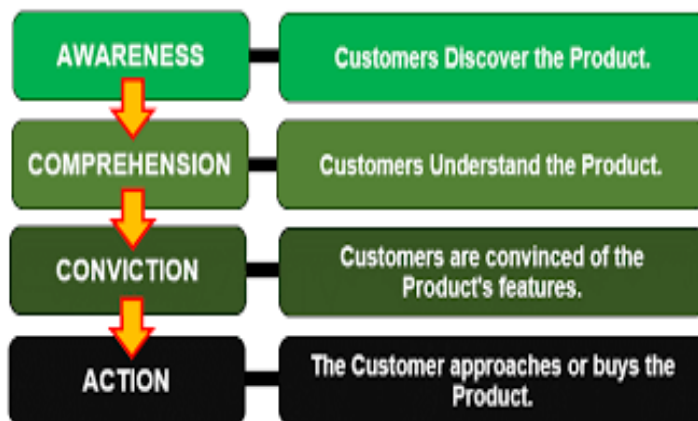 AWARENESS
Customers Discover the Product.
COMPREHENSION
Customers Understand the Product.
CONVICTION
Customers are convinced of the
Product's features.
ACTION
The Customer approaches or buys the
Product.